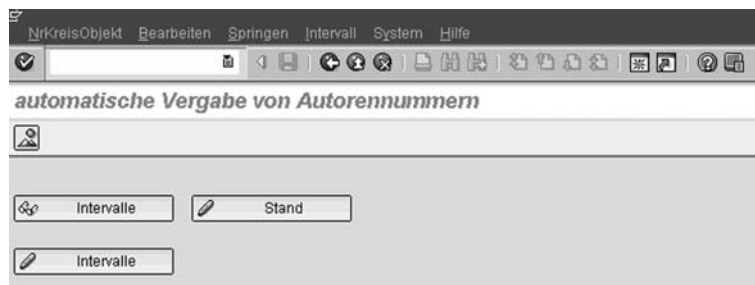 NrKreisObjekt Bearbeiten Springen Intervall System Hilfe
automatische Vergabe von Autorennummern
Intervalle Stand
Intervalle